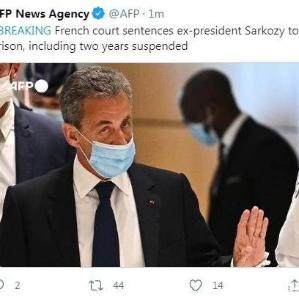 FP News Agency @AFP · 1m
BREAKING French court sentences ex-president Sarkozy to
rison, including two years suspended
AFP
2 44 14